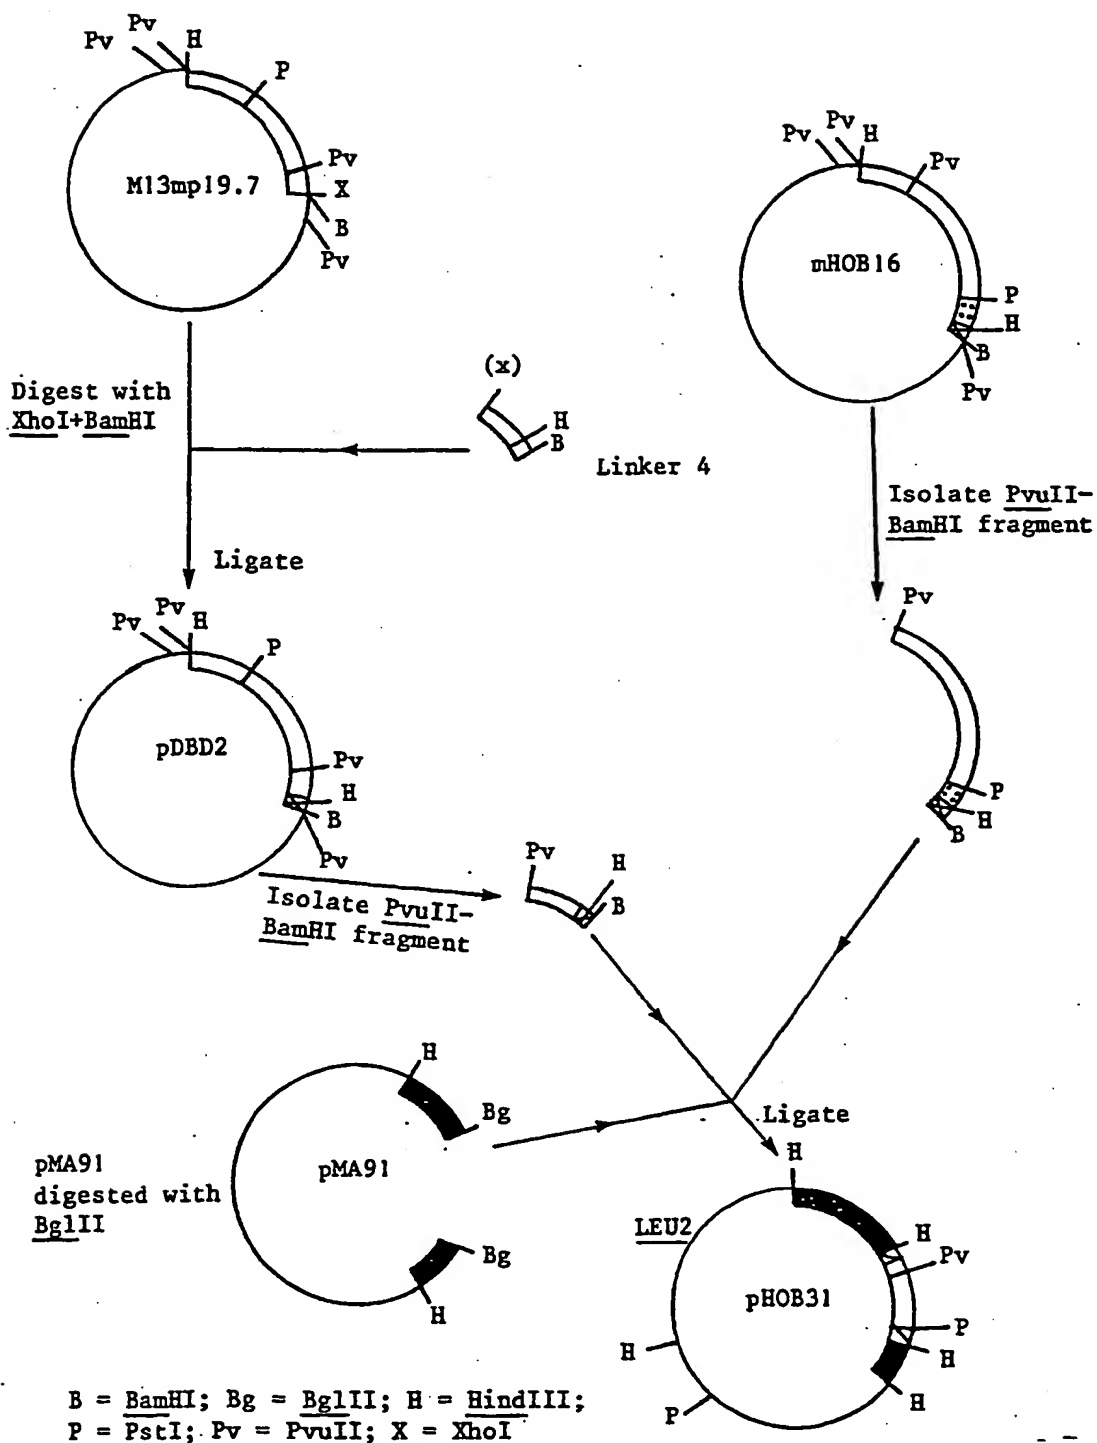 Pv
Pv
H
P
M13mp19.7
Pv
X
B
Pv
Pv
Pv
H
Pv
mHOB16
P
H
B
Pv
Digest with
XhoI+BamHI
(x)
H
B
Linker 4
Isolate PvuII-
BamHI fragment
Ligate
Pv
Pv
H
P
pDBD2
Pv
H
B
Pv
Pv
P
H
B
Isolate PvuII-
BamHI fragment
Pv
H
B
H
Bg
pMA91
Bg
H
pMA91
digested with
BglII
Ligate
H
LEU2
H
Pv
pHOB31
P
H
H
H
P
B = BamHI; Bg = BglII; H = HindIII;
P = PstI; Pv = PvuII; X = XhoI